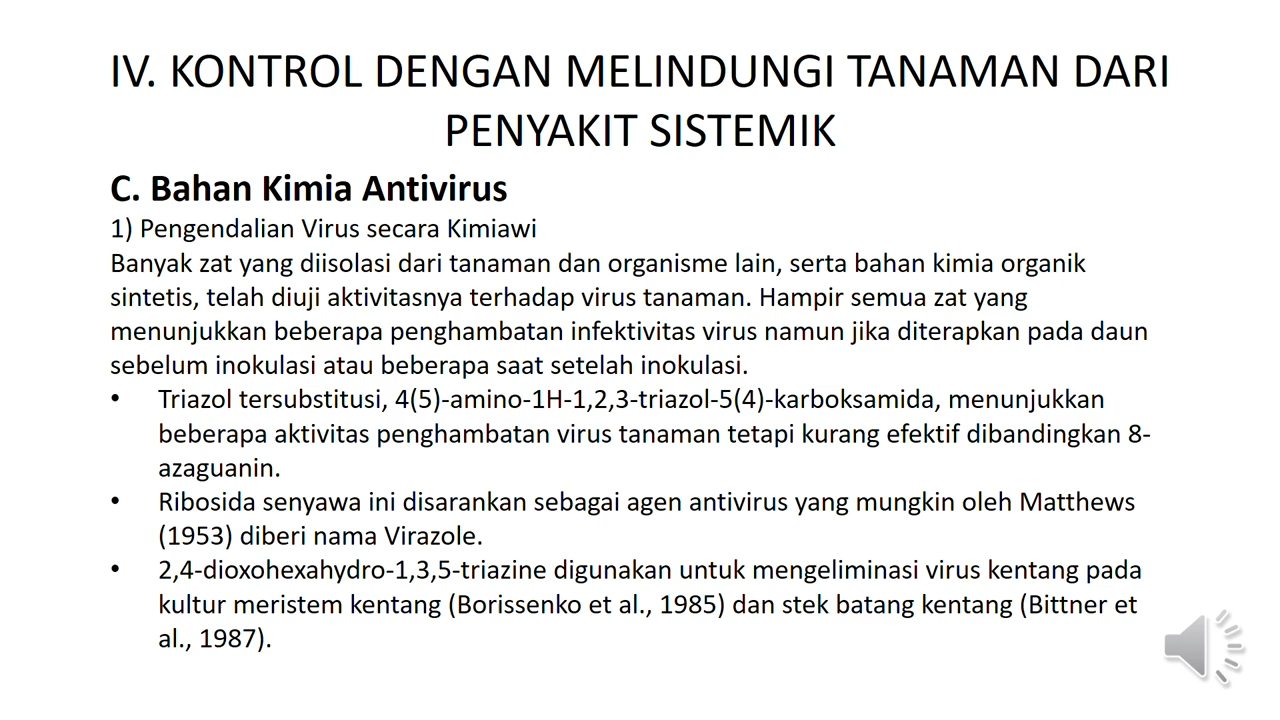 IV. KONTROL DENGAN MELINDUNGI TANAMAN DARI
PENYAKIT SISTEMIK
C. Bahan Kimia Antivirus
1) Pengendalian Virus secara Kimiawi
Banyak zat yang diisolasi dari tanaman dan organisme lain, serta bahan kimia organik
sintetis, telah diuji aktivitasnya terhadap virus tanaman. Hampir semua zat yang
menunjukkan beberapa penghambatan infektivitas virus namun jika diterapkan pada daun
sebelum inokulasi atau beberapa saat setelah inokulasi.
• Triazol tersubstitusi, 4(5)-amino-1H-1,2,3-triazol-5(4)-karboksamida, menunjukkan
beberapa aktivitas penghambatan virus tanaman tetapi kurang efektif dibandingkan 8-
azaguanin.
• Ribosida senyawa ini disarankan sebagai agen antivirus yang mungkin oleh Matthews
(1953) diberi nama Virazole.
• 2,4-dioxohexahydro-1,3,5-triazine digunakan untuk mengeliminasi virus kentang pada
kultur meristem kentang (Borissenko et al., 1985) dan stek batang kentang (Bittner et
al., 1987).